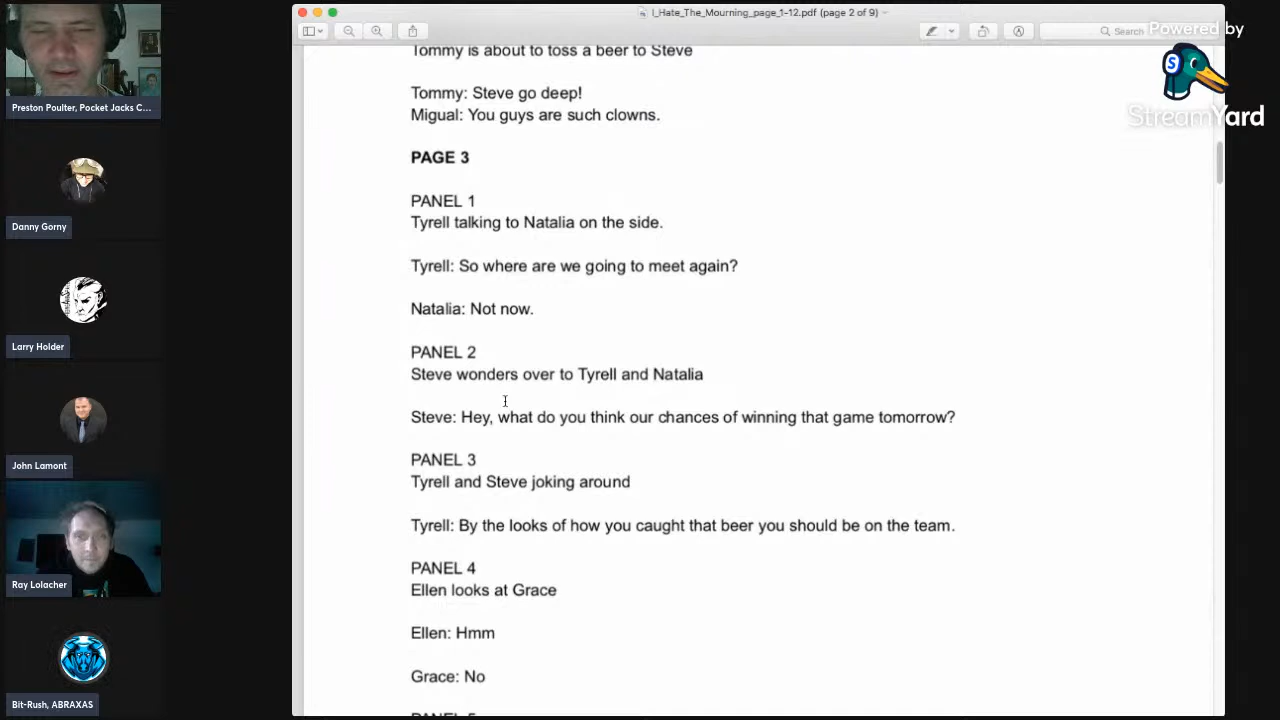 I_Hate_The_Mourning_page_1-12.pdf (page 2 of 9)
Search
Powered by
S
StreamYard
Preston Poulter, Pocket Jacks C...
Danny Gorny
Larry Holder
John Lamont
Ray Lolacher
Bit-Rush, ABRAXAS
Tommy is about to toss a beer to Steve
Tommy: Steve go deep!
Migual: You guys are such clowns.
PAGE 3
PANEL 1
Tyrell talking to Natalia on the side.
Tyrell: So where are we going to meet again?
Natalia: Not now.
PANEL 2
Steve wonders over to Tyrell and Natalia
Steve: Hey, what do you think our chances of winning that game tomorrow?
PANEL 3
Tyrell and Steve joking around
Tyrell: By the looks of how you caught that beer you should be on the team.
PANEL 4
Ellen looks at Grace
Ellen: Hmm
Grace: No
PANEL 5